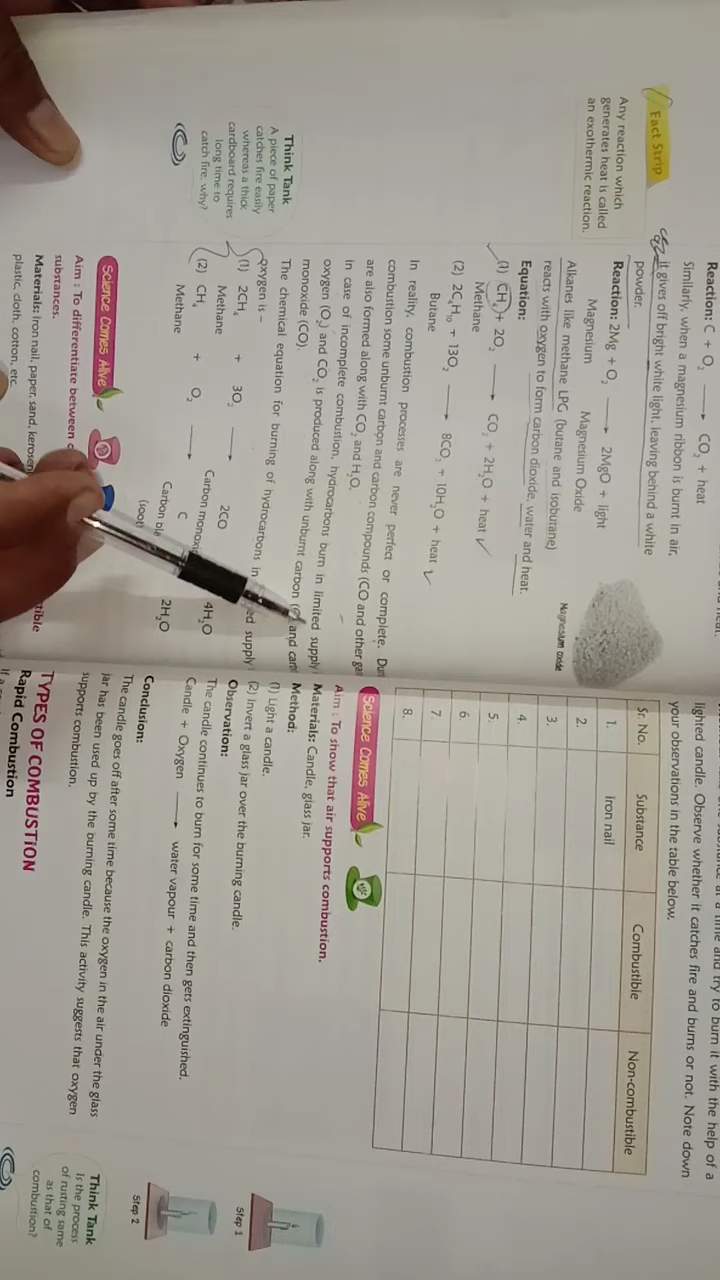 Reaction: C + O₂ ⟶ CO₂ + heat
Similarly, when a magnesium ribbon is burnt in air,
it gives off bright white light, leaving behind a white
powder.
Reaction: 2Mg + O₂ ⟶ 2MgO + light
Magnesium Magnesium Oxide
Alkanes like methane LPG (butane and isobutane)
reacts with oxygen to form carbon dioxide, water and heat.
Equation:
(1) CH₄ + 2O₂ ⟶ CO₂ + 2H₂O + heat
Methane
(2) 2C₄H₁₀ + 13O₂ ⟶ 8CO₂ + 10H₂O + heat
Butane
Magnesium oxide
Fact Strip
Any reaction which
generates heat is called
an exothermic reaction.
In reality, combustion processes are never perfect or complete.
combustion some unburnt carbon and carbon compounds (CO and other
are also formed along with CO₂ and H₂O.
In case of incomplete combustion, hydrocarbons burn in limited supply
oxygen (O₂) and CO₂ is produced along with unburnt carbon and
monoxide (CO).
The chemical equation for burning of hydrocarbons in supply
oxygen is –
(1) 2CH₄ + 3O₂ ⟶ 2CO 4H₂O
Methane Carbon
(2) CH₄ + O₂ ⟶ C 2H₂O
Methane Carbon
(soot)
Think Tank
A piece of paper
catches fire easily
whereas a thick
cardboard requires
long time to
catch fire, why?
Science Comes Alive
Aim : To differentiate between
substances.
Materials: Iron nail, paper, sand,
plastic, cloth, cotton, etc.
at a time and try to burn it with the help of a
lighted candle. Observe whether it catches fire and burns or not. Note down
your observations in the table below.
Sr. No. Substance Combustible Non-combustible
1. Iron nail
2.
3.
4.
5.
6.
7
8.
Science Comes Alive
Aim : To show that air supports combustion.
Materials: Candle, glass jar.
Method:
(1) Light a candle.
(2) Invert a glass jar over the burning candle.
Observation:
The candle continues to burn for some time and then gets extinguished.
Candle + Oxygen ⟶ water vapour + carbon dioxide
Conclusion:
The candle goes off after some time because the oxygen in the air under the glass
jar has been used up by the burning candle. This activity suggests that oxygen
supports combustion.
Step 1
Step 2
TYPES OF COMBUSTION
Rapid Combustion
Think Tank
Is the process
of rusting same
as that of
combustion?